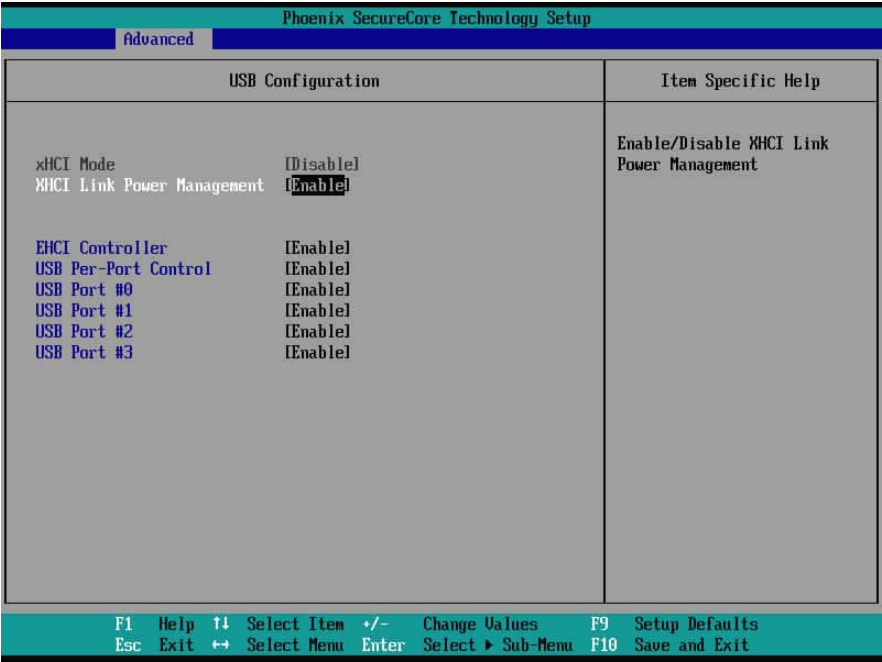 Phoenix SecureCore Technology Setup
Advanced
USB Configuration
Item Specific Help
xHCI Mode [Disable]
XHCI Link Power Management [Enable]
Enable/Disable XHCI Link
Power Management
EHCI Controller [Enable]
USB Per-Port Control [Enable]
USB Port #0 [Enable]
USB Port #1 [Enable]
USB Port #2 [Enable]
USB Port #3 [Enable]
F1 Help ↑↓ Select Item +/- Change Values F9 Setup Defaults
Esc Exit ↔ Select Menu Enter Select ▶ Sub-Menu F10 Save and Exit